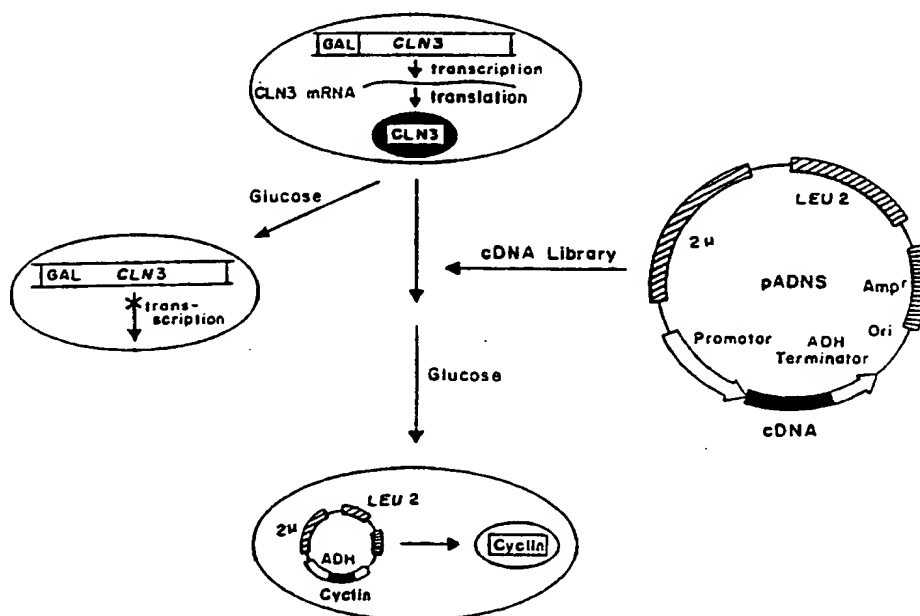 GAL CLN3
transcription
CLN3 mRNA
translation
CLN3
Glucose
GAL CLN3
trans-
scription
cDNA Library
LEU 2
2µ
pADNS
Ampr
Ori
Promotor
ADH
Terminator
cDNA
Glucose
LEU 2
2µ
ADH
Cyclin
Cyclin